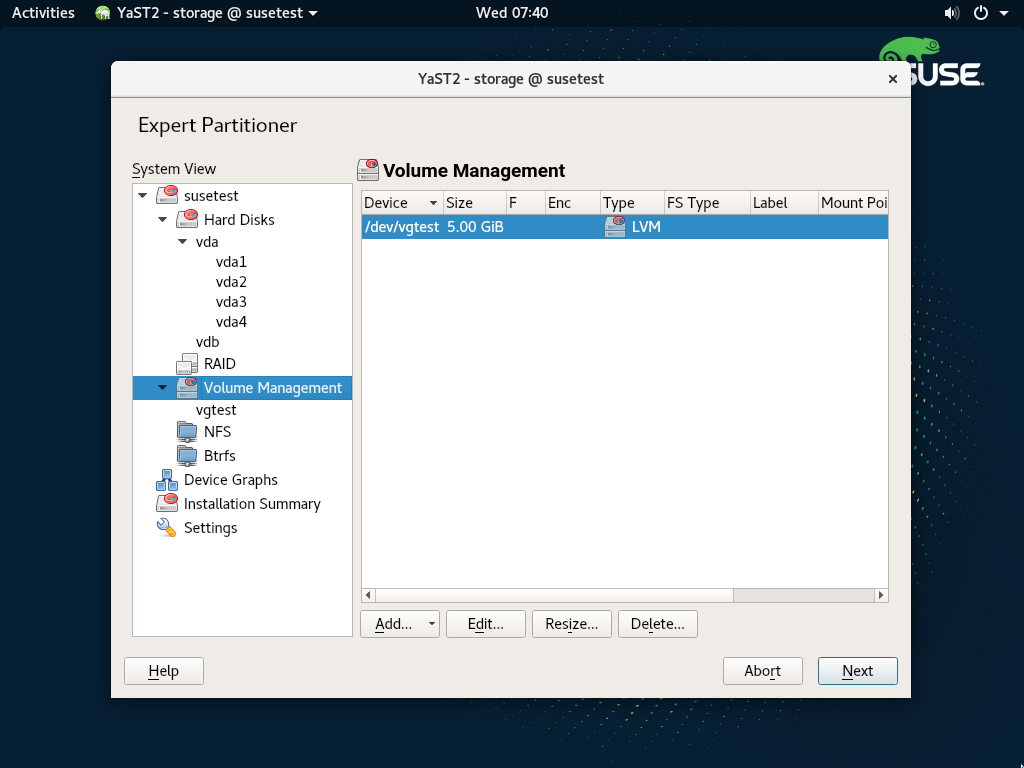 Activities YaST2 - storage @ susetest Wed 07:40
SUSE.
YaST2 - storage @ susetest
Expert Partitioner
System View
susetest
Hard Disks
vda
vda1
vda2
vda3
vda4
vdb
RAID
Volume Management
vgtest
NFS
Btrfs
Device Graphs
Installation Summary
Settings
Volume Management
Device Size F Enc Type FS Type Label Mount Poi
/dev/vgtest 5.00 GiB LVM
Add... Edit... Resize... Delete...
Help Abort Next